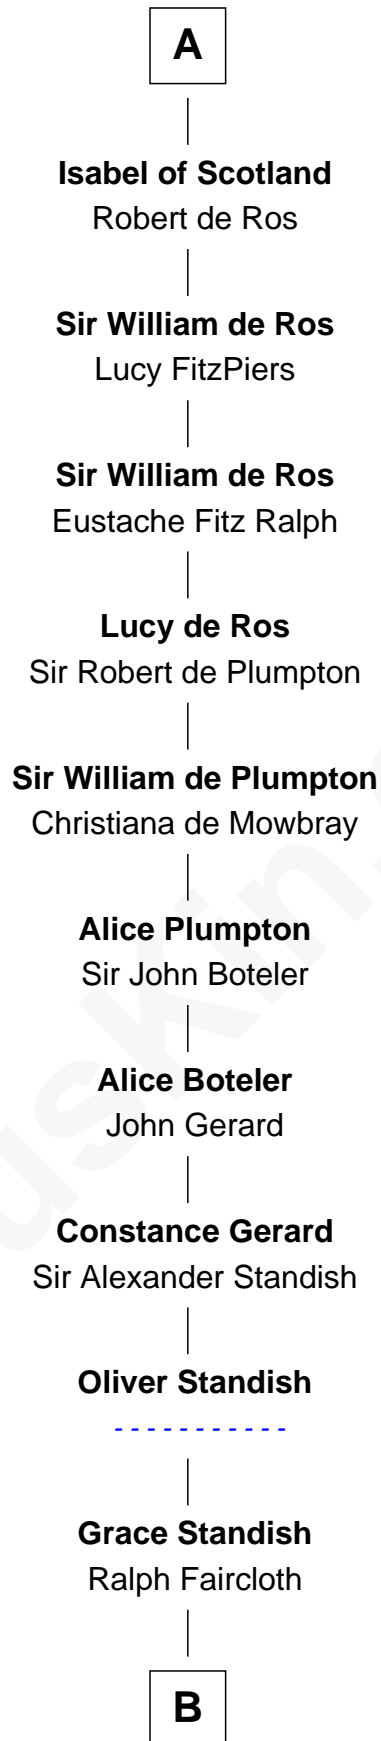 A
Isabel of Scotland
Robert de Ros
Sir William de Ros
Lucy FitzPiers
Sir William de Ros
Eustache Fitz Ralph
Lucy de Ros
Sir Robert de Plumpton
Sir William de Plumpton
Christiana de Mowbray
Alice Plumpton
Sir John Boteler
Alice Boteler
John Gerard
Constance Gerard
Sir Alexander Standish
Oliver Standish
- - - - - - - - - - -
Grace Standish
Ralph Faircloth
B